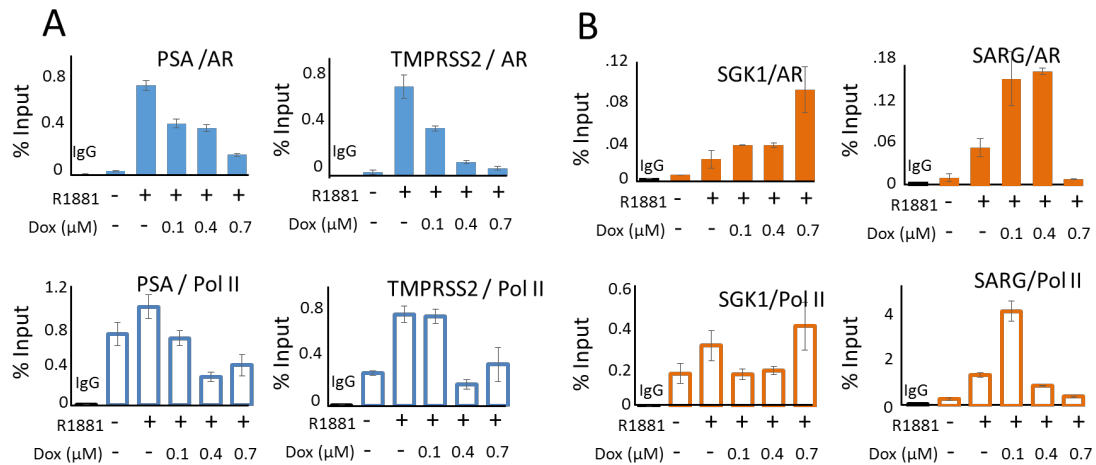 A
PSA /AR
% Input
0.8
0.4
0
IgG
R1881 - + + + +
Dox (µM) - - 0.1 0.4 0.7
TMPRSS2 / AR
% Input
0.8
0.4
0
IgG
R1881 - + + + +
Dox (µM) - - 0.1 0.4 0.7
B
SGK1/AR
% Input
.12
.08
.04
0
IgG
R1881 - + + + +
Dox (µM) - - 0.1 0.4 0.7
SARG/AR
% Input
.18
.12
.06
0
IgG
R1881 - + + + +
Dox (µM) - - 0.1 0.4 0.7
PSA / Pol II
% Input
1.2
0.8
0.4
0
IgG
R1881 - + + + +
Dox (µM) - - 0.1 0.4 0.7
TMPRSS2 / Pol II
% Input
0.8
0.4
0
IgG
R1881 - + + + +
Dox (µM) - - 0.1 0.4 0.7
SGK1/Pol II
% Input
0.6
0.4
0.2
0
IgG
R1881 - + + + +
Dox (µM) - - 0.1 0.4 0.7
SARG/Pol II
% Input
4
2
0
IgG
R1881 - + + + +
Dox (µM) - - 0.1 0.4 0.7